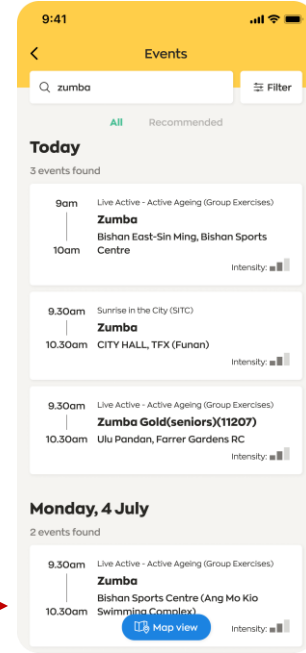 9:41
Events
zumba
Filter
All Recommended
Today
3 events found
9am Live Active - Active Ageing (Group Exercises)
Zumba
Bishan East-Sin Ming, Bishan Sports
10am Centre
Intensity:
9.30am Sunrise in the City (SITC)
Zumba
10.30am CITY HALL, TFX (Funan)
Intensity:
9.30am Live Active - Active Ageing (Group Exercises)
Zumba Gold(seniors)(11207)
10.30am Ulu Pandan, Farrer Gardens RC
Intensity:
Monday, 4 July
2 events found
9.30am Live Active - Active Ageing (Group Exercises)
Zumba
Bishan Sports Centre (Ang Mo Kio
10.30am Swimming Complex)
Map view
Intensity: